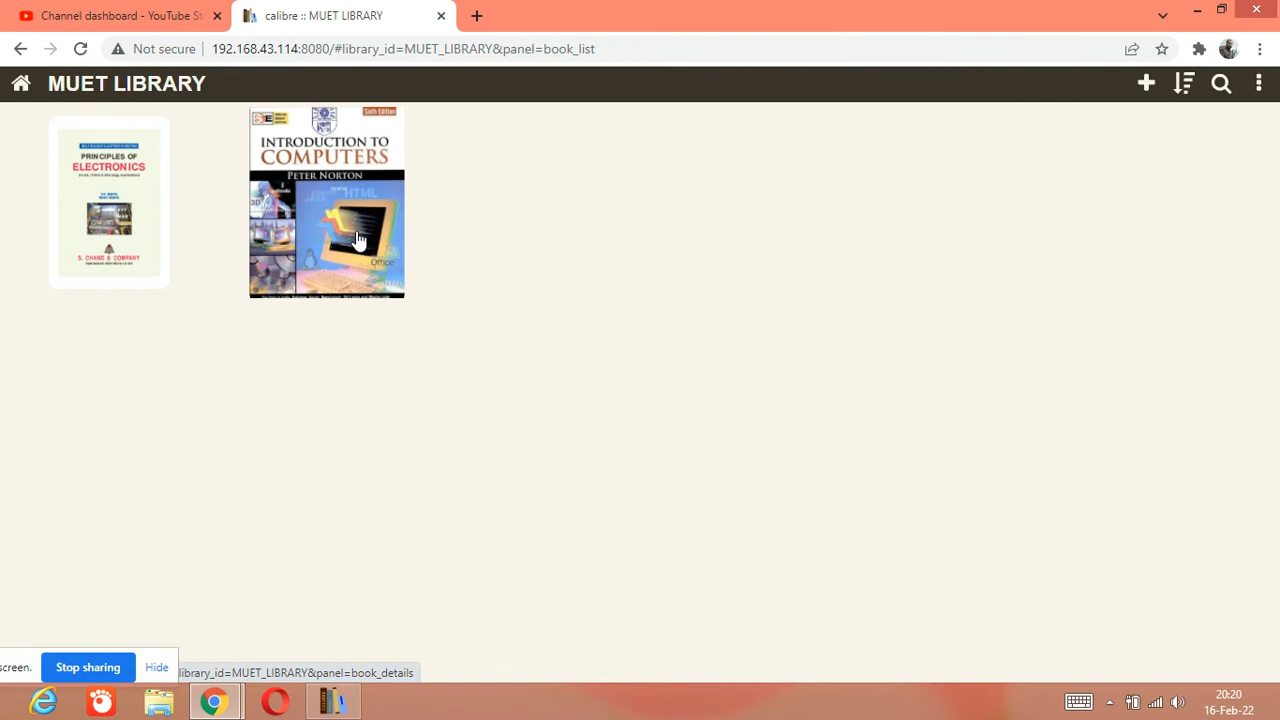 Channel dashboard - YouTube St
calibre :: MUET LIBRARY
Not secure
192.168.43.114:8080/#library_id=MUET_LIBRARY&panel=book_list
MUET LIBRARY
PRINCIPLES OF
ELECTRONICS
S. CHAND & COMPANY
Sixth Edition
INTRODUCTION TO
COMPUTERS
PETER NORTON
HTML
JAVA
3D
Office
screen.
Stop sharing
Hide
library_id=MUET_LIBRARY&panel=book_details
20:20
16-Feb-22